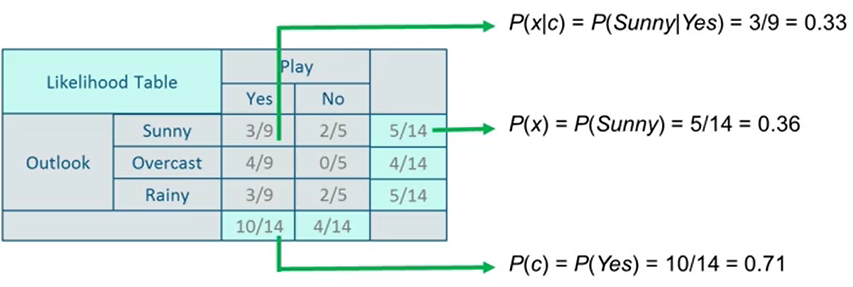 P(x|c) = P(Sunny|Yes) = 3/9 = 0.33
Likelihood Table Play
Yes No
Outlook Sunny 3/9 2/5 5/14 P(x) = P(Sunny) = 5/14 = 0.36
Overcast 4/9 0/5 4/14
Rainy 3/9 2/5 5/14
10/14 4/14
P(c) = P(Yes) = 10/14 = 0.71